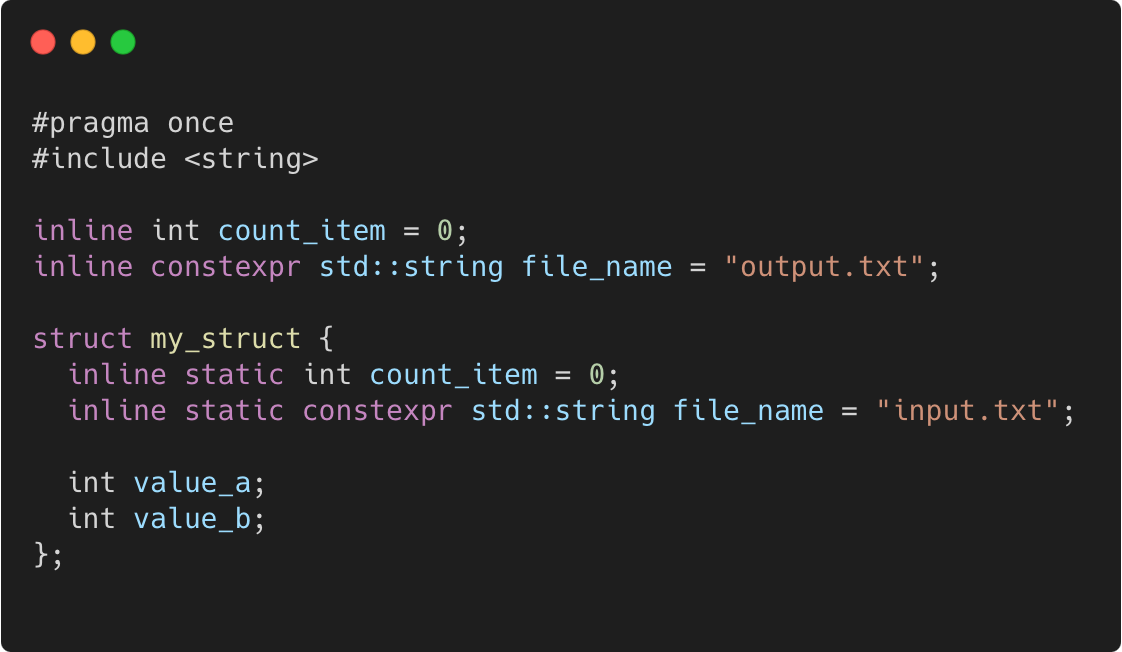 #pragma once
#include <string>
inline int count_item = 0;
inline constexpr std::string file_name = "output.txt";
struct my_struct {
  inline static int count_item = 0;
  inline static constexpr std::string file_name = "input.txt";
  int value_a;
  int value_b;
};